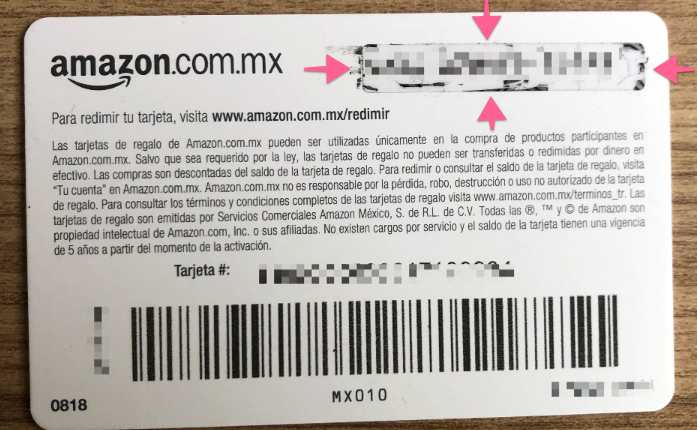 amazon.com.mx
Para redimir tu tarjeta, visita www.amazon.com.mx/redimir
Las tarjetas de regalo de Amazon.com.mx pueden ser utilizadas únicamente en la compra de productos participantes en
Amazon.com.mx. Salvo que sea requerido por la ley, las tarjetas de regalo no pueden ser transferidas o redimidas por dinero en
efectivo. Las compras son descontadas del saldo de la tarjeta de regalo. Para redimir o consultar el saldo de la tarjeta de regalo, visita
"Tu cuenta" en Amazon.com.mx. Amazon.com.mx no es responsable por la pérdida, robo, destrucción o uso no autorizado de la tarjeta
de regalo. Para consultar los términos y condiciones completos de las tarjetas de regalo visita www.amazon.com.mx/terminos_tr. Las
tarjetas de regalo son emitidas por Servicios Comerciales Amazon México, S. de R.L. de C.V. Todas las ®, ™ y © de Amazon son
propiedad intelectual de Amazon.com, Inc. o sus afiliadas. No existen cargos por servicio y el saldo de la tarjeta tienen una vigencia
de 5 años a partir del momento de la activación.
Tarjeta #:
MX010
0818